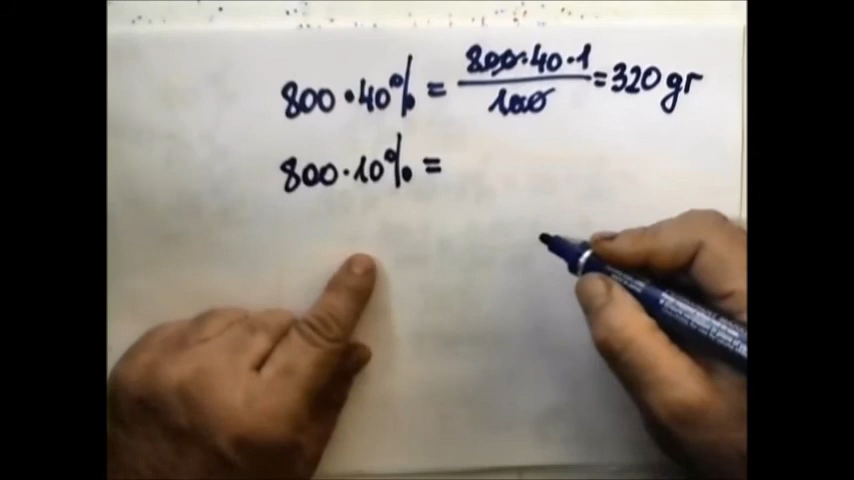 800 · 40% = 800 · 40 · 1 / 100 = 320 gr
800 · 10% =